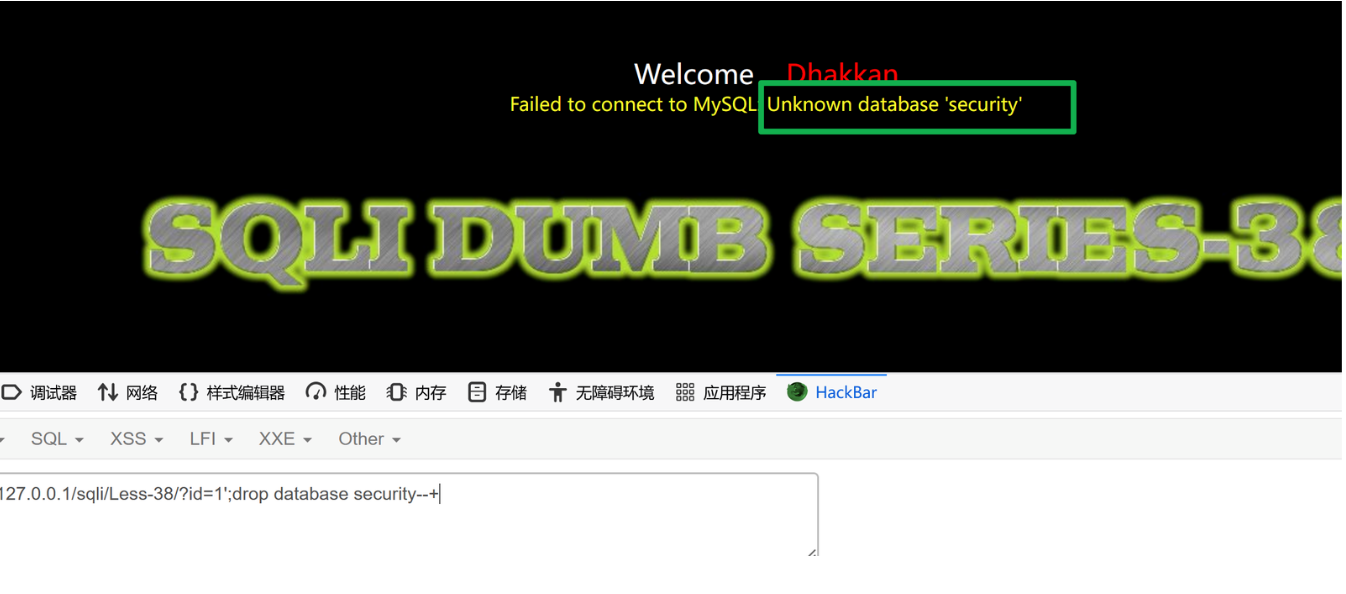 Welcome Dhakkan
Failed to connect to MySQL: Unknown database 'security'
SQLI DUMB SERIES-38
调试器 网络 {} 样式编辑器 性能 内存 存储 无障碍环境 应用程序 HackBar
SQL XSS LFI XXE Other
127.0.0.1/sqli/Less-38/?id=1';drop database security--+